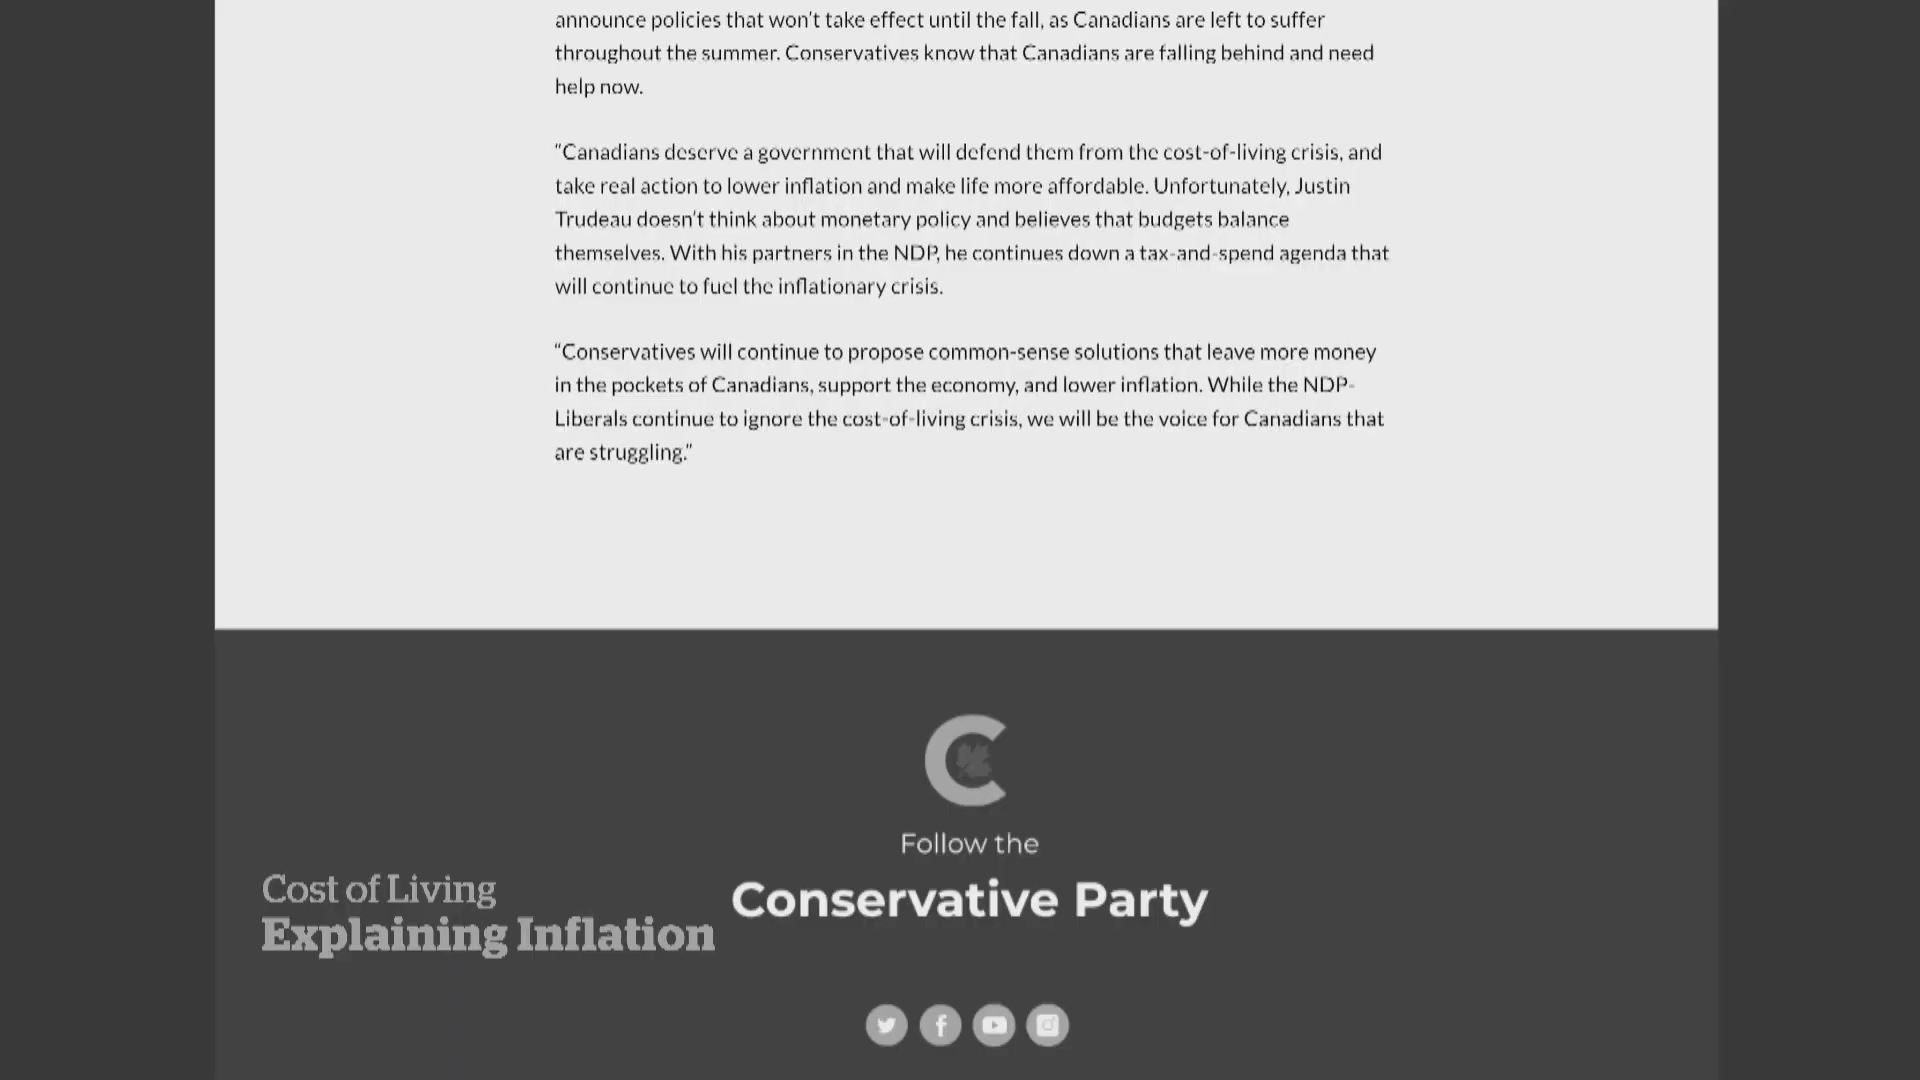 announce policies that won't take effect until the fall, as Canadians are left to suffer
throughout the summer. Conservatives know that Canadians are falling behind and need
help now.
“Canadians deserve a government that will defend them from the cost-of-living crisis, and
take real action to lower inflation and make life more affordable. Unfortunately, Justin
Trudeau doesn't think about monetary policy and believes that budgets balance
themselves. With his partners in the NDP, he continues down a tax-and-spend agenda that
will continue to fuel the inflationary crisis.
“Conservatives will continue to propose common-sense solutions that leave more money
in the pockets of Canadians, support the economy, and lower inflation. While the NDP-
Liberals continue to ignore the cost-of-living crisis, we will be the voice for Canadians that
are struggling.”
Follow the
Conservative Party
Cost of Living
Explaining Inflation